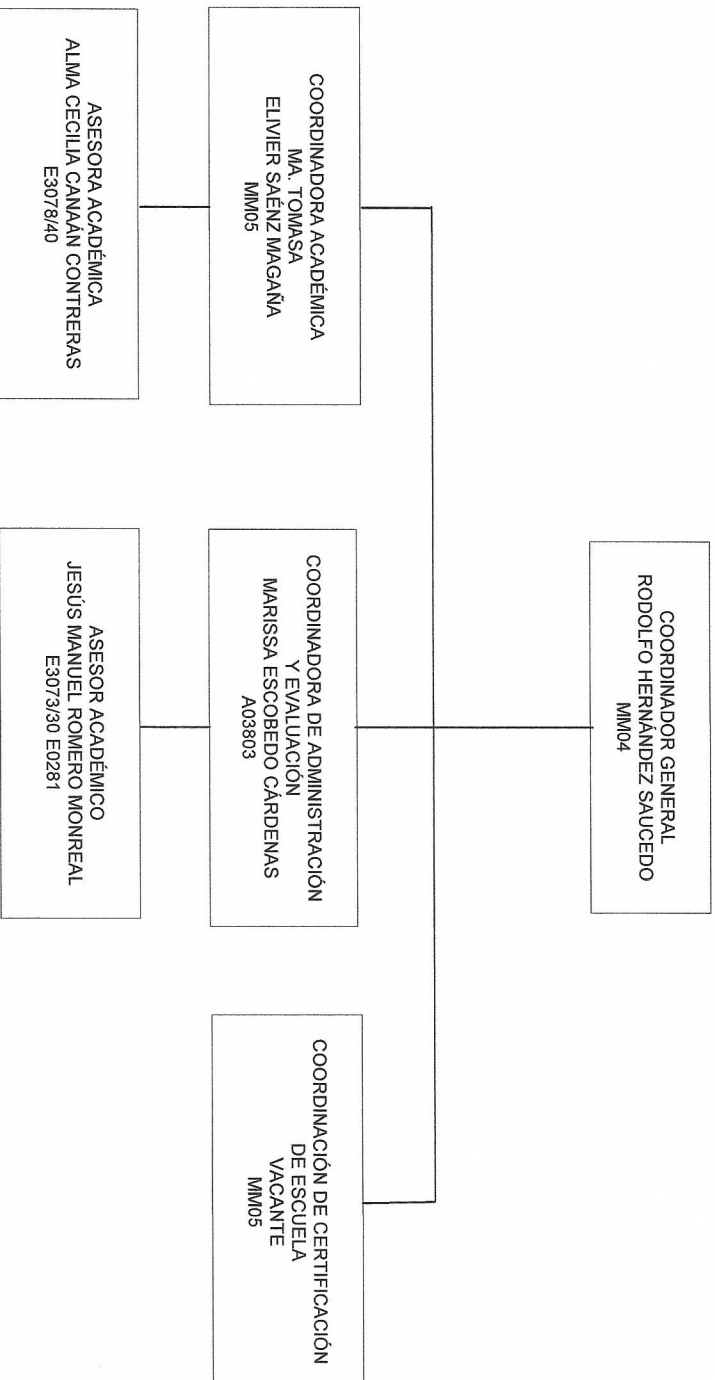 COORDINADOR GENERAL
RODOLFO HERNÁNDEZ SAUCEDO
MM04
COORDINADORA ACADÉMICA
MA. TOMASA
ELIVIER SAÉNZ MAGAÑA
MM05
COORDINADORA DE ADMINISTRACIÓN
Y EVALUACIÓN
MARISSA ESCOBEDO CÁRDENAS
A03803
COORDINACIÓN DE CERTIFICACIÓN
DE ESCUELA
VACANTE
MM05
ASESORA ACADÉMICA
ALMA CECILIA CANAÁN CONTRERAS
E3078/40
ASESOR ACADÉMICO
JESÚS MANUEL ROMERO MONREAL
E3073/30 E0281